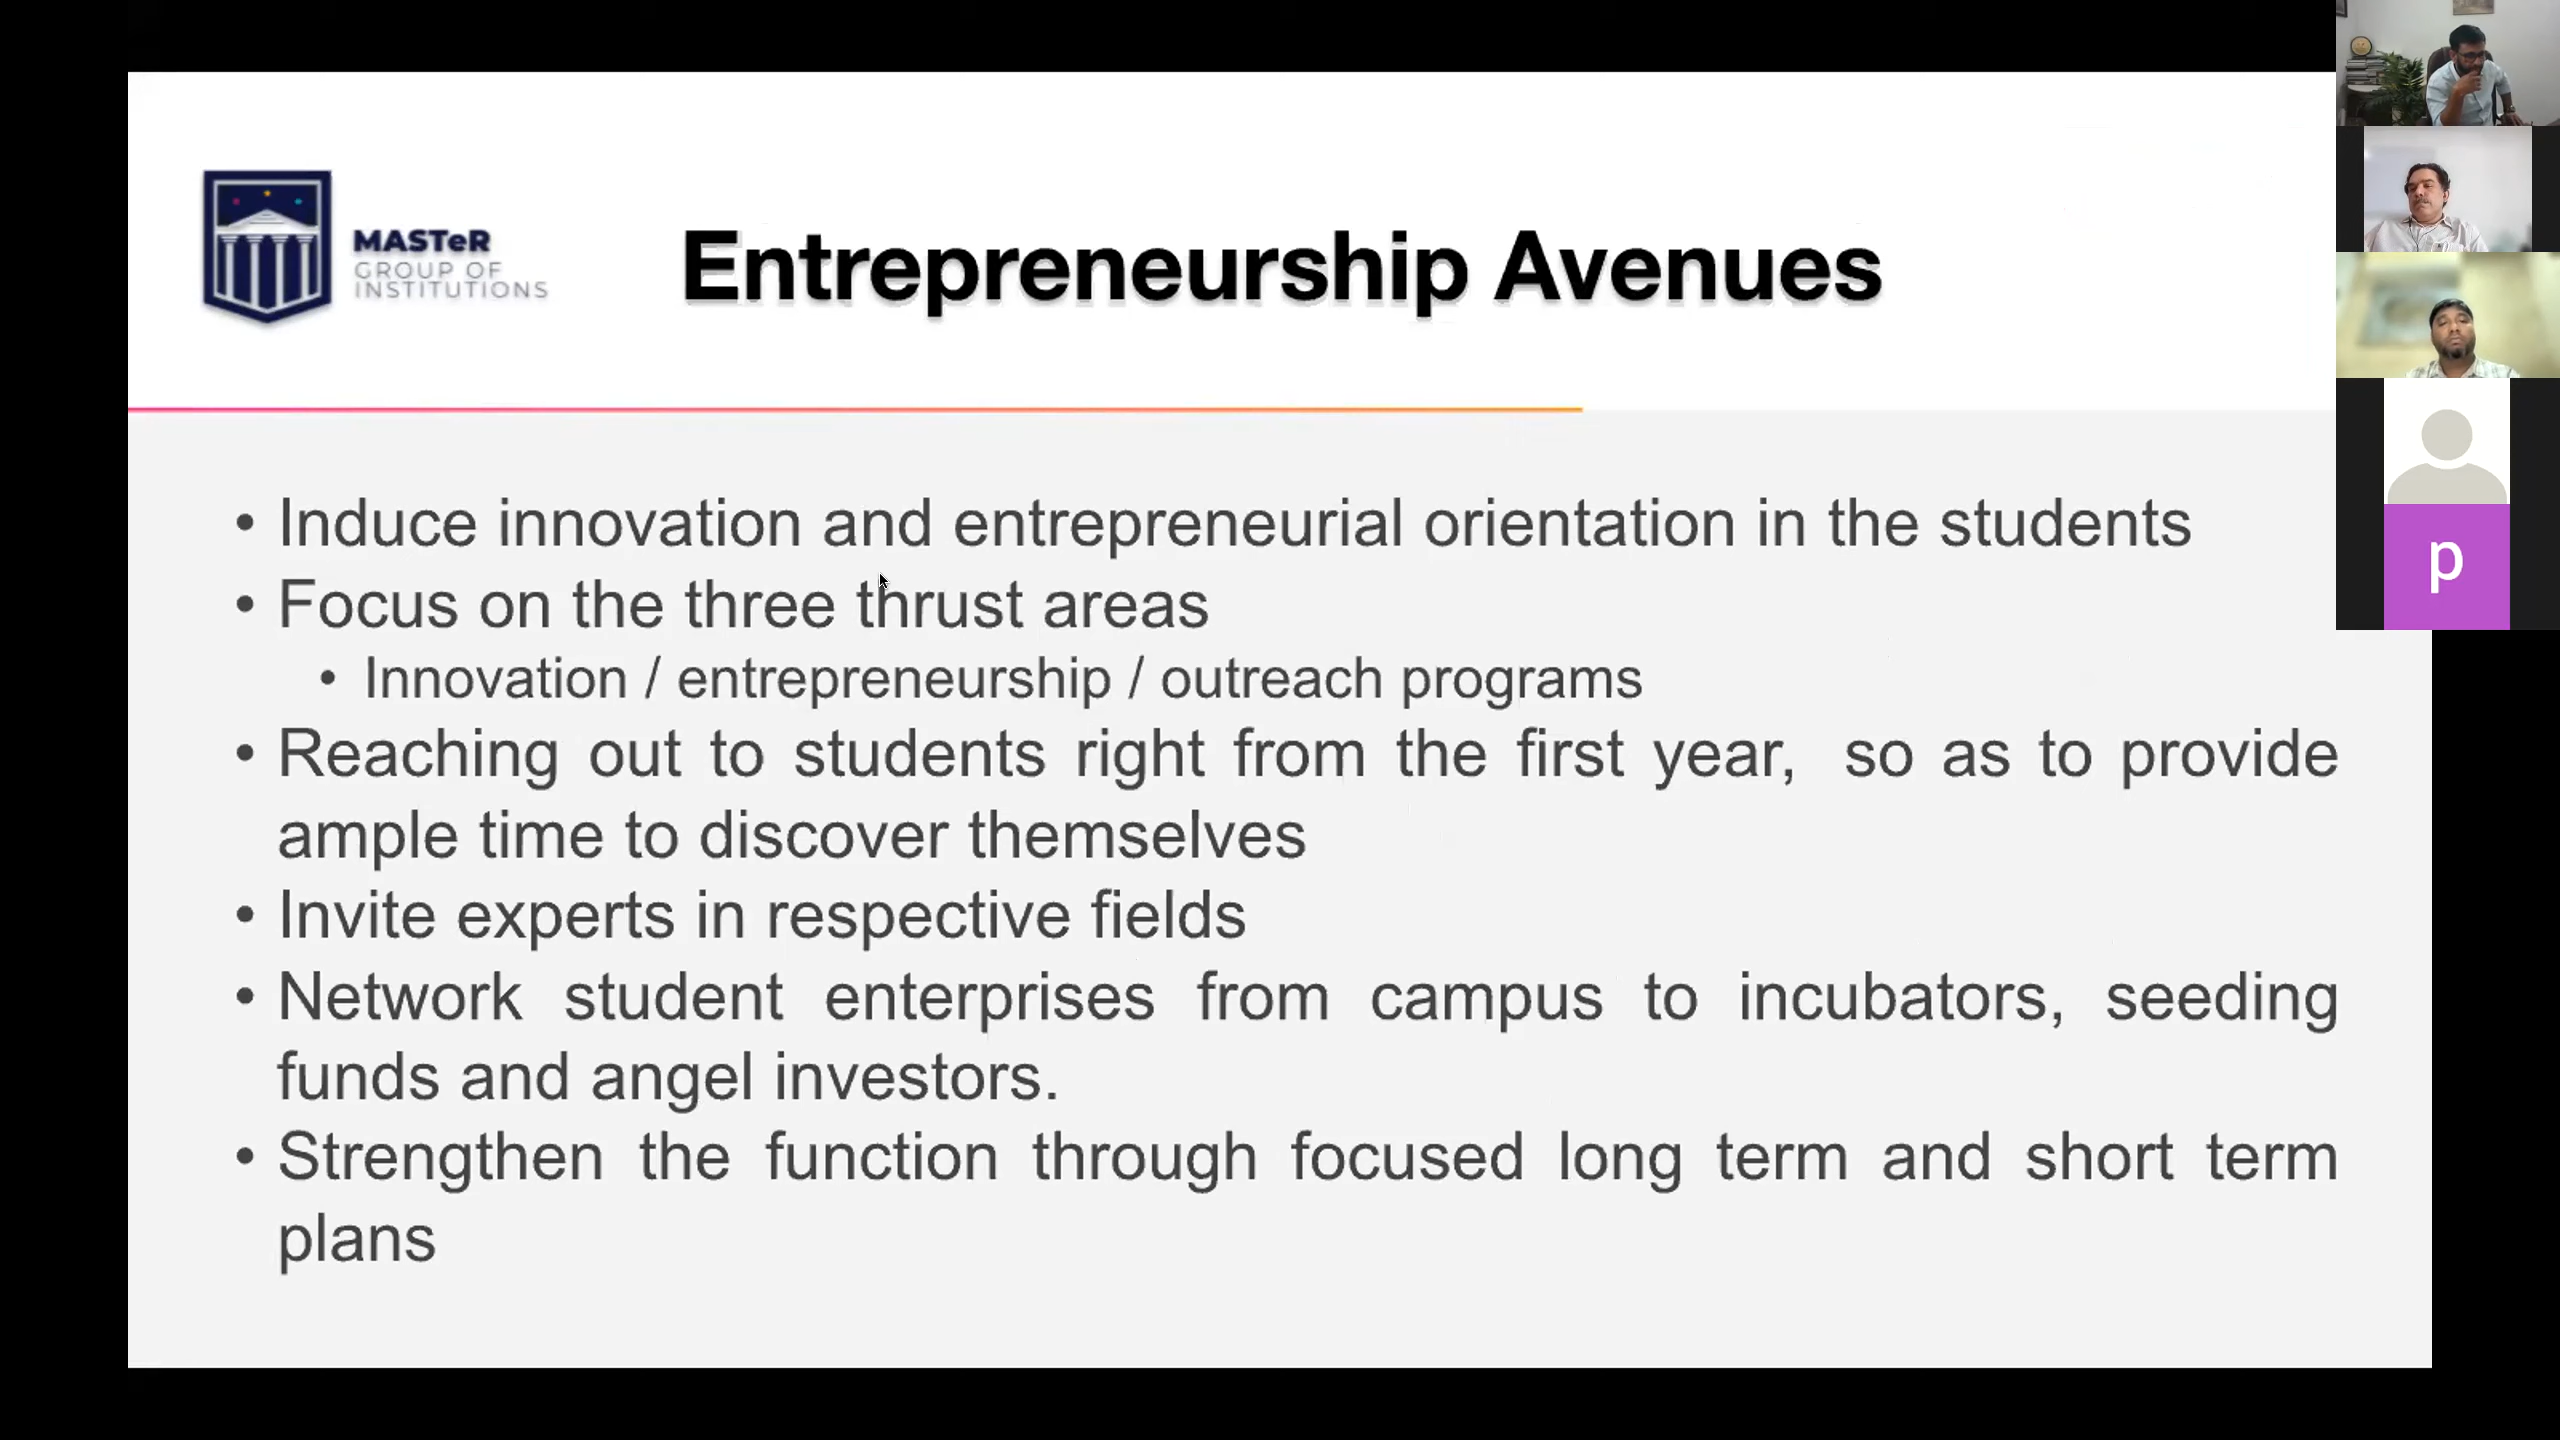 MASTeR
GROUP OF
INSTITUTIONS
Entrepreneurship Avenues
• Induce innovation and entrepreneurial orientation in the students
• Focus on the three thrust areas
• Innovation / entrepreneurship / outreach programs
• Reaching out to students right from the first year, so as to provide
ample time to discover themselves
• Invite experts in respective fields
• Network student enterprises from campus to incubators, seeding
funds and angel investors.
• Strengthen the function through focused long term and short term
plans
p